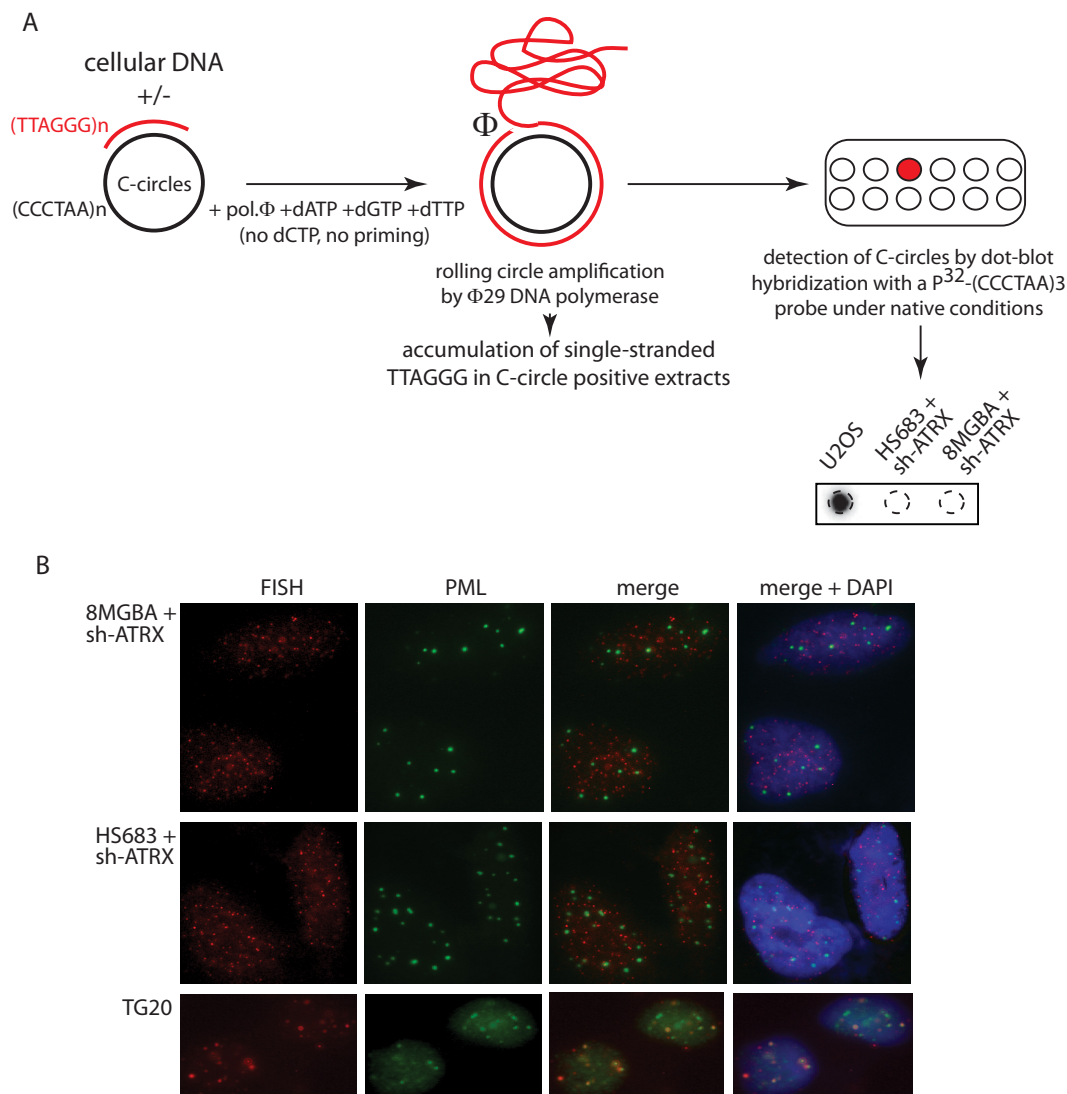 A
cellular DNA
+/-
(TTAGGG)n
C-circles
(CCCTAA)n
+ pol.Φ +dATP +dGTP +dTTP
(no dCTP, no priming)
Φ
rolling circle amplification
by Φ29 DNA polymerase
accumulation of single-stranded
TTAGGG in C-circle positive extracts
detection of C-circles by dot-blot
hybridization with a P32-(CCCTAA)3
probe under native conditions
U2OS
HS683 +
sh-ATRX
8MGBA +
sh-ATRX
B
FISH
PML
merge
merge + DAPI
8MGBA +
sh-ATRX
HS683 +
sh-ATRX
TG20